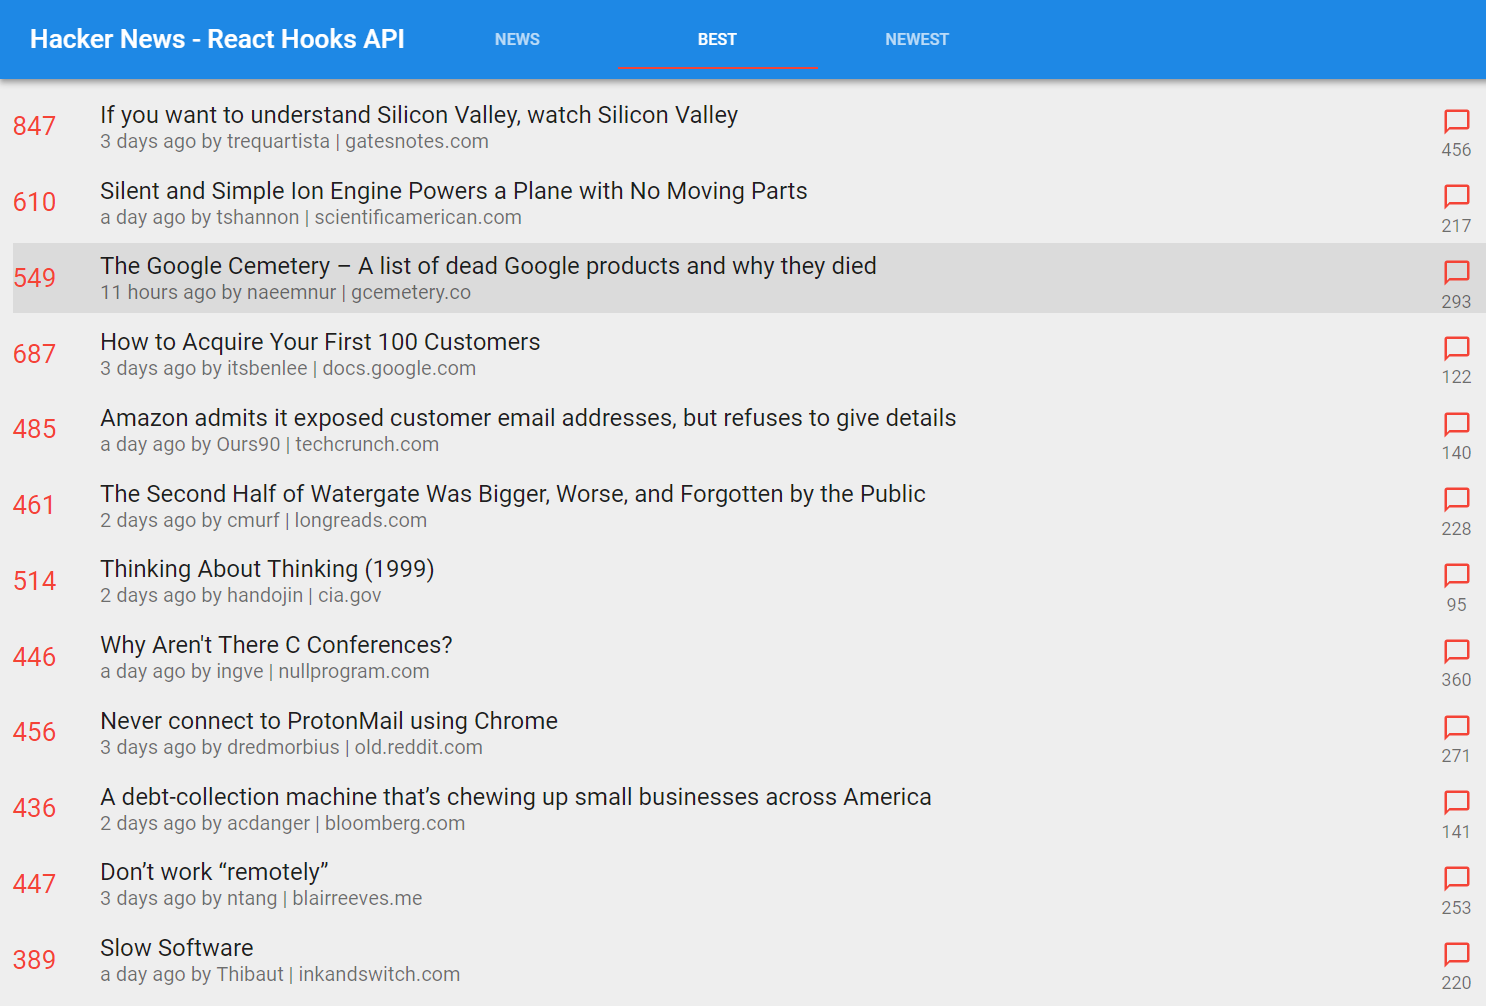 Hacker News - React Hooks API NEWS BEST NEWEST
847 If you want to understand Silicon Valley, watch Silicon Valley
3 days ago by trequartista | gatesnotes.com
456
610 Silent and Simple Ion Engine Powers a Plane with No Moving Parts
a day ago by tshannon | scientificamerican.com
217
549 The Google Cemetery – A list of dead Google products and why they died
11 hours ago by naeemnur | gcemetery.co
293
687 How to Acquire Your First 100 Customers
3 days ago by itsbenlee | docs.google.com
122
485 Amazon admits it exposed customer email addresses, but refuses to give details
a day ago by Ours90 | techcrunch.com
140
461 The Second Half of Watergate Was Bigger, Worse, and Forgotten by the Public
2 days ago by cmurf | longreads.com
228
514 Thinking About Thinking (1999)
2 days ago by handojin | cia.gov
95
446 Why Aren't There C Conferences?
a day ago by ingve | nullprogram.com
360
456 Never connect to ProtonMail using Chrome
3 days ago by dredmorbius | old.reddit.com
271
436 A debt-collection machine that’s chewing up small businesses across America
2 days ago by acdanger | bloomberg.com
141
447 Don’t work “remotely”
3 days ago by ntang | blairreeves.me
253
389 Slow Software
a day ago by Thibaut | inkandswitch.com
220